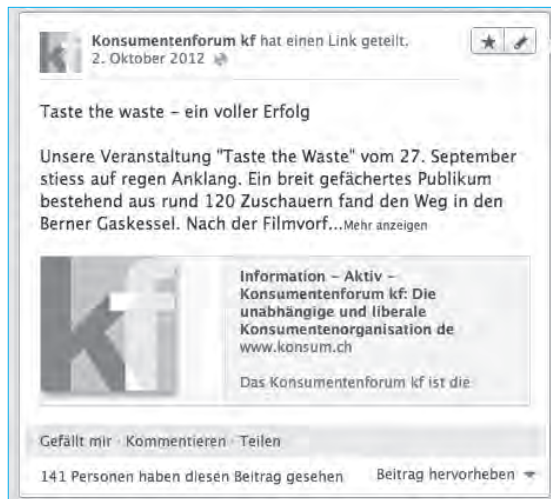 Konsumentenforum kf hat einen Link geteilt.
2. Oktober 2012
Taste the waste – ein voller Erfolg
Unsere Veranstaltung "Taste the Waste" vom 27. September
stiess auf regen Anklang. Ein breit gefächertes Publikum
bestehend aus rund 120 Zuschauern fand den Weg in den
Berner Gaskessel. Nach der Filmvorf...Mehr anzeigen
kf
Information – Aktiv –
Konsumentenforum kf: Die
unabhängige und liberale
Konsumentenorganisation de
www.konsum.ch
Das Konsumentenforum kf ist die
Gefällt mir · Kommentieren · Teilen
141 Personen haben diesen Beitrag gesehen Beitrag hervorheben